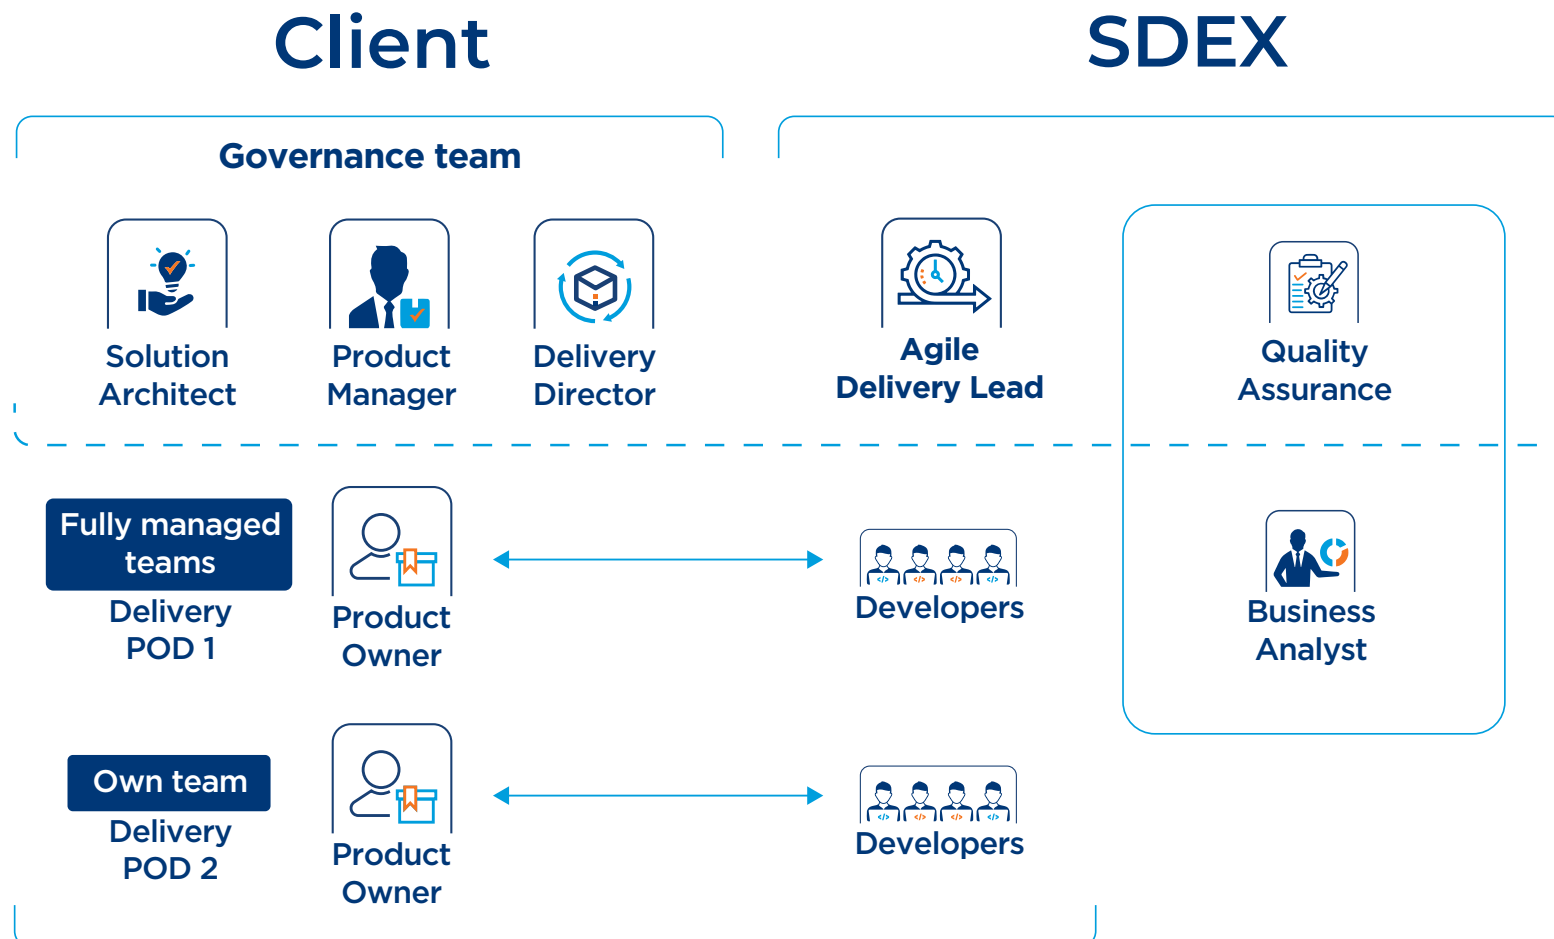 Client
SDEX
Governance team
Solution
Architect
Product
Manager
Delivery
Director
Agile
Delivery Lead
Quality
Assurance
Fully managed
teams
Delivery
POD 1
Product
Owner
</>
</>
</>
</>
Developers
Business
Analyst
Own team
Delivery
POD 2
Product
Owner
</>
</>
</>
</>
Developers